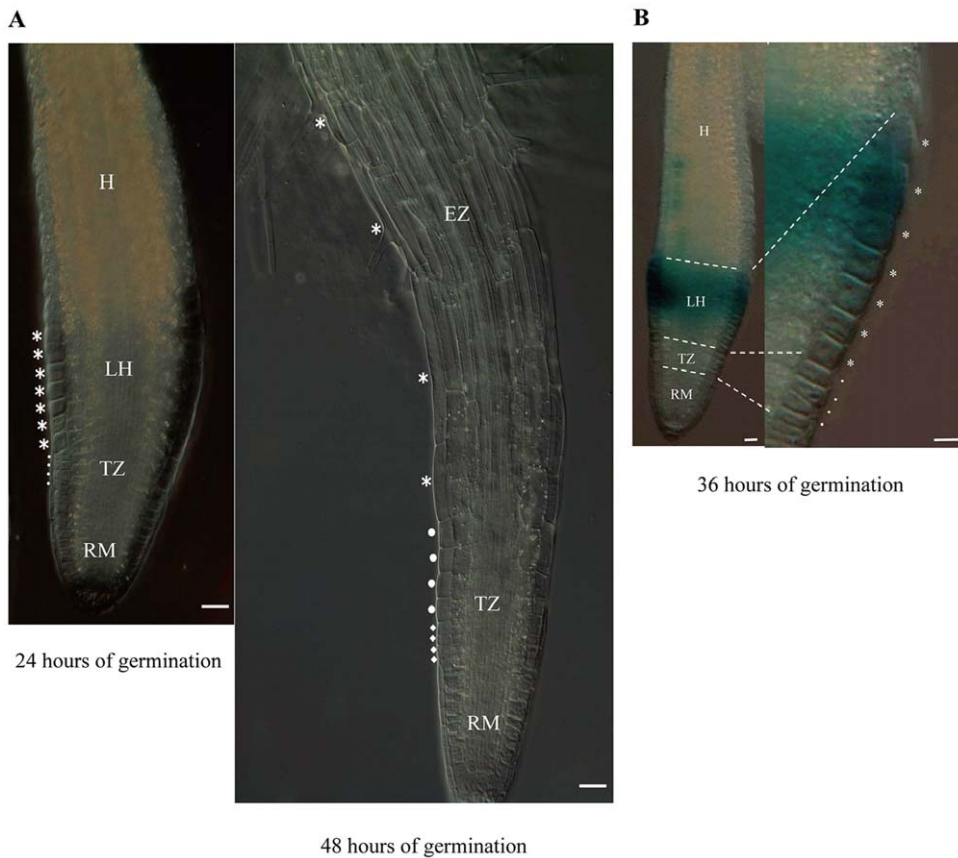 A
H
LH
TZ
RM
24 hours of germination
EZ
TZ
RM
48 hours of germination
B
H
LH
TZ
RM
36 hours of germination